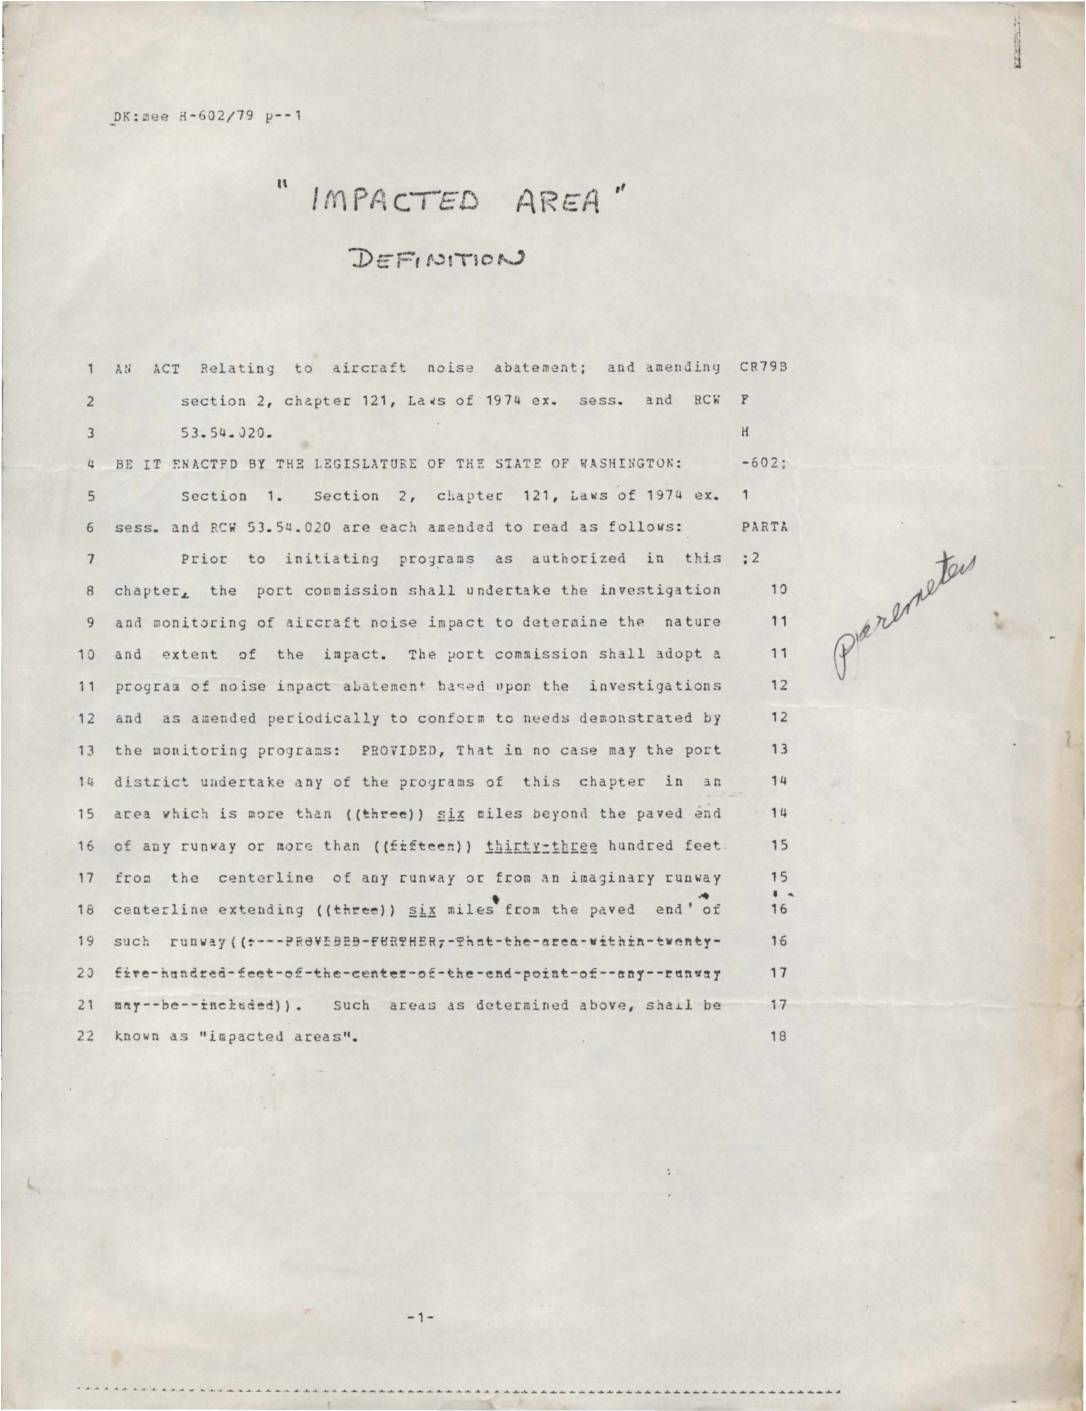 DK:mee H-602/79 p--1
"IMPACTED AREA"
DEFINITION
1 AN ACT Relating to aircraft noise abatement; and amending CR79B
2 section 2, chapter 121, Laws of 1974 ex. sess. and RCW F
3 53.54.020. H
4 BE IT ENACTED BY THE LEGISLATURE OF THE STATE OF WASHINGTON: -602;
5 Section 1. Section 2, chapter 121, Laws of 1974 ex. 1
6 sess. and RCW 53.54.020 are each amended to read as follows: PARTA
7 Prior to initiating programs as authorized in this ;2
8 chapter, the port commission shall undertake the investigation 10
9 and monitoring of aircraft noise impact to determine the nature 11
10 and extent of the impact. The port commission shall adopt a 11
11 program of noise impact abatement based upon the investigations 12
12 and as amended periodically to conform to needs demonstrated by 12
13 the monitoring programs: PROVIDED, That in no case may the port 13
14 district undertake any of the programs of this chapter in an 14
15 area which is more than ((three)) six miles beyond the paved end 14
16 of any runway or more than ((fifteen)) thirty-three hundred feet 15
17 from the centerline of any runway or from an imaginary runway 15
18 centerline extending ((three)) six miles from the paved end of 16
19 such runway((:---PROVIDED-FURTHER,-That-the-area-within-twenty- 16
20 five-hundred-feet-of-the-center-of-the-end-point-of--any--runway 17
21 may--be--included)). Such areas as determined above, shall be 17
22 known as "impacted areas". 18
paremeters
-1-